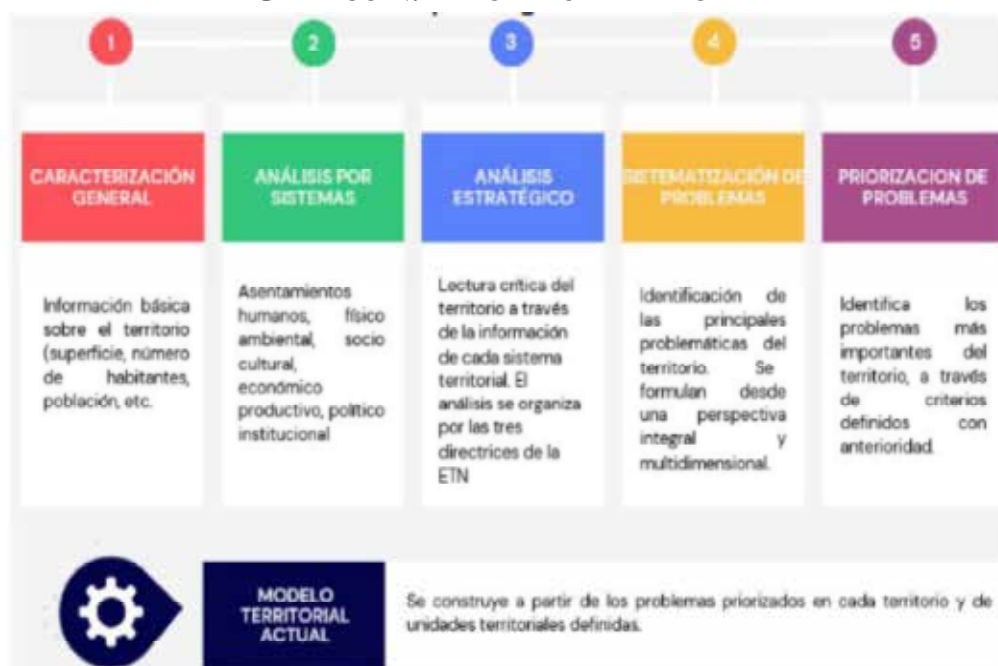 1
2
3
4
5
CARACTERIZACIÓN
GENERAL
Información básica
sobre el territorio
(superficie, número
de habitantes,
población, etc.
ANÁLISIS POR
SISTEMAS
Asentamientos
humanos, físico
ambiental, socio
cultural,
económico
productivo, político
institucional
ANÁLISIS
ESTRATÉGICO
Lectura crítica del
territorio a través
de la información
de cada sistema
territorial. El
análisis se organiza
por las tres
directrices de la
ETN
SISTEMATIZACIÓN DE
PROBLEMAS
Identificación de
las principales
problemáticas del
territorio. Se
formulan desde
una perspectiva
integral y
multidimensional.
PRIORIZACION DE
PROBLEMAS
Identifica los
problemas más
importantes del
territorio, a través
de criterios
definidos con
anterioridad.
MODELO
TERRITORIAL
ACTUAL
Se construye a partir de los problemas priorizados en cada territorio y de
unidades territoriales definidas.